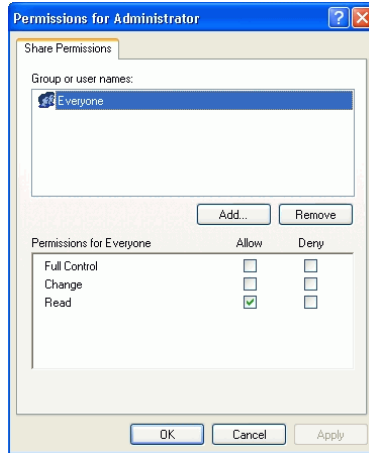 Permissions for Administrator
Share Permissions
Group or user names:
Everyone
Add... Remove
Permissions for Everyone Allow Deny
Full Control
Change
Read
OK Cancel Apply